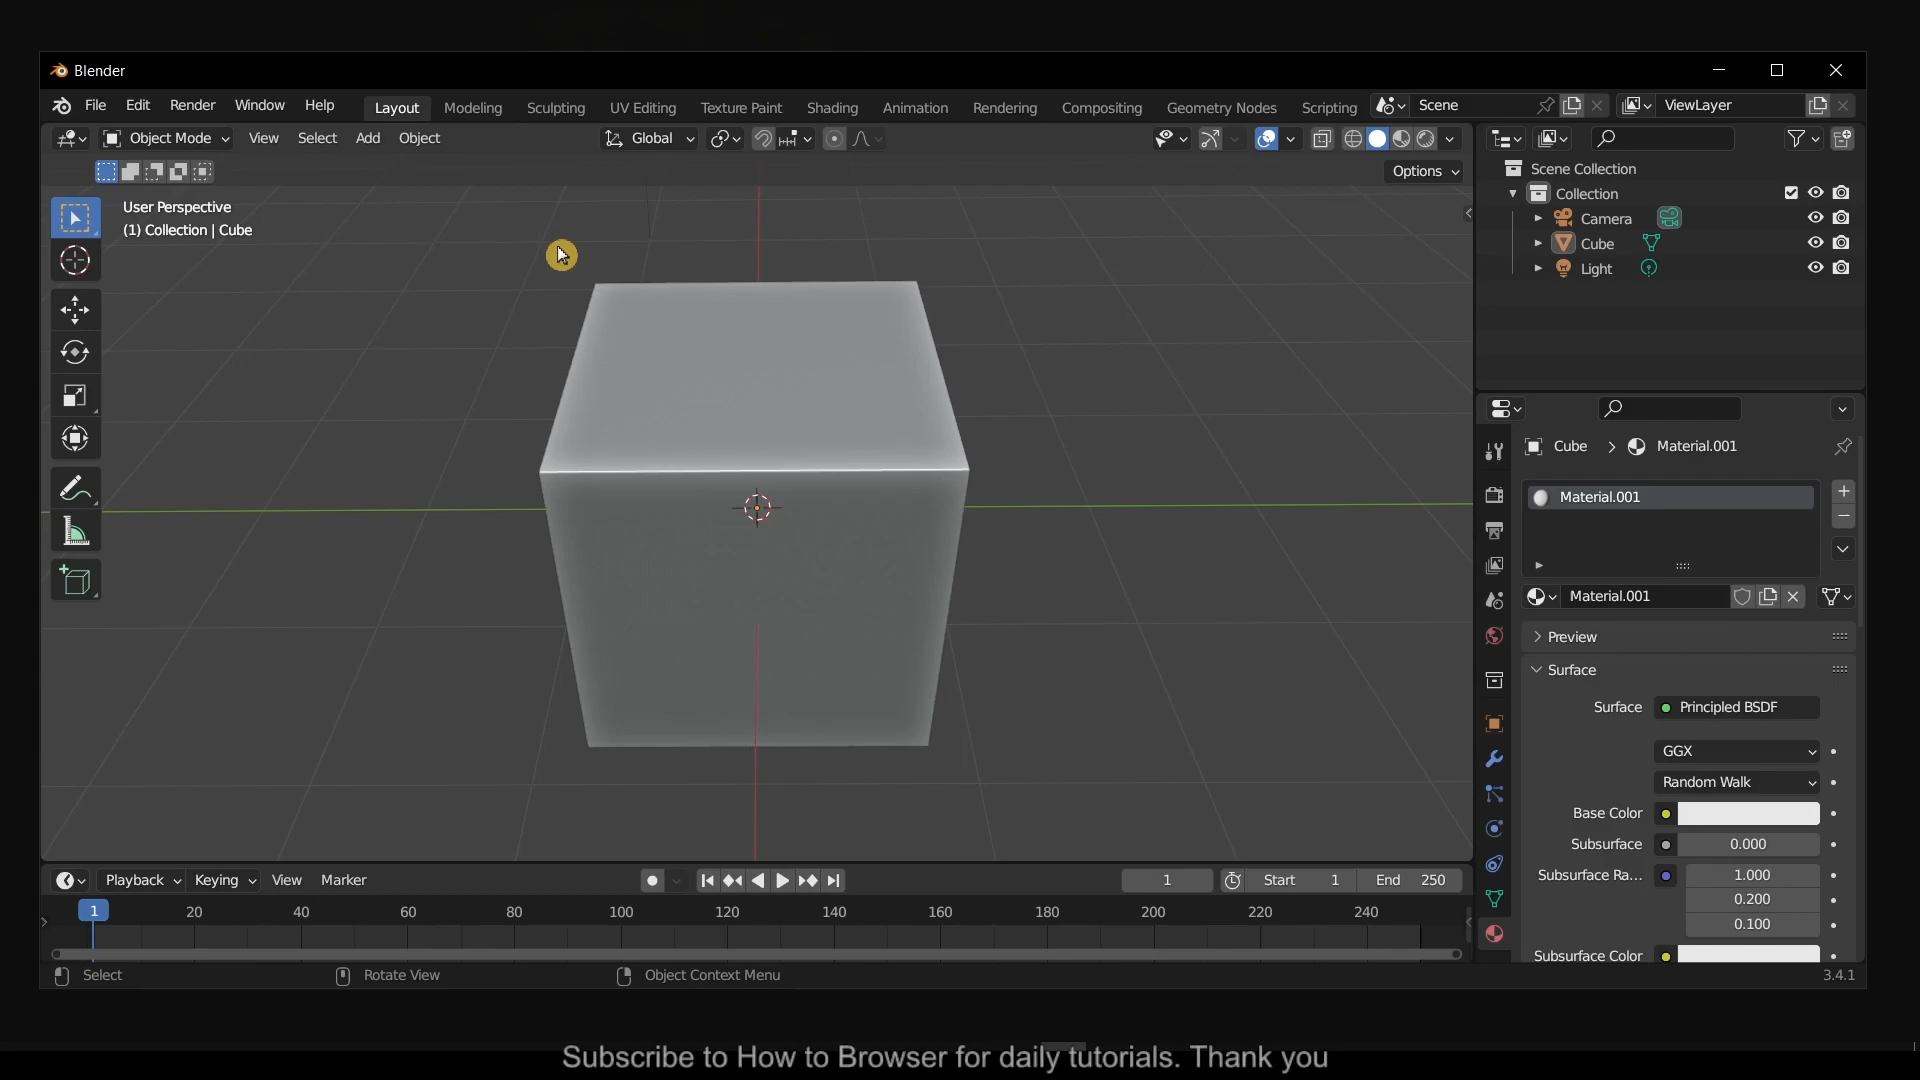 Blender
File Edit Render Window Help Layout Modeling Sculpting UV Editing Texture Paint Shading Animation Rendering Compositing Geometry Nodes Scripting Scene ViewLayer
Object Mode View Select Add Object Global
Options
User Perspective
(1) Collection | Cube
Scene Collection
Collection
Camera
Cube
Light
Cube > Material.001
Material.001
Material.001
Preview
Surface
Surface Principled BSDF
GGX
Random Walk
Base Color
Subsurface 0.000
Subsurface Ra... 1.000
0.200
0.100
Subsurface Color
Playback Keying View Marker 1 Start 1 End 250
1 20 40 60 80 100 120 140 160 180 200 220 240
Select Rotate View Object Context Menu 3.4.1
Subscribe to How to Browser for daily tutorials. Thank you